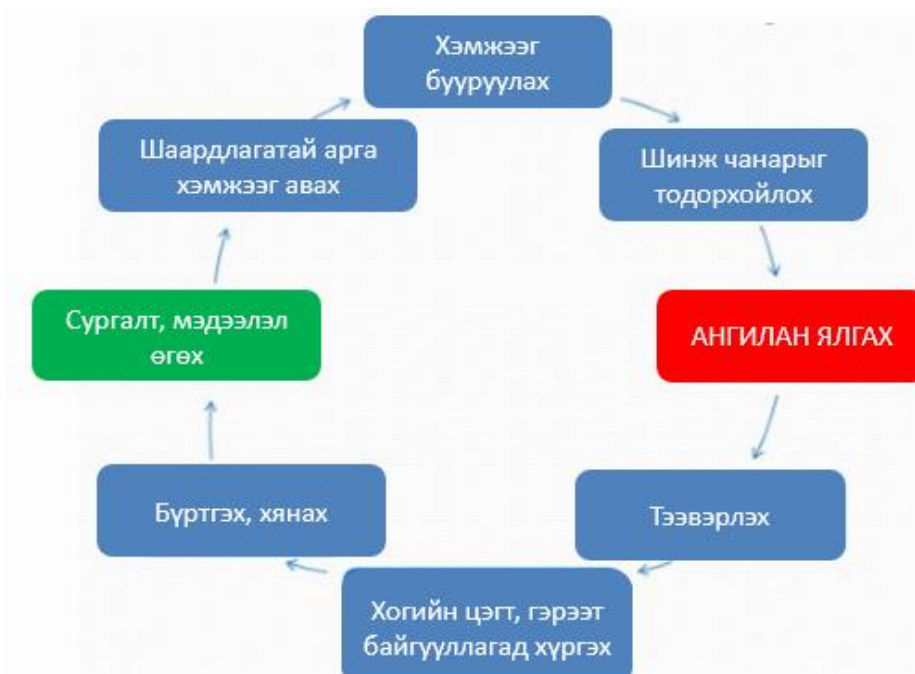 Хэмжээг
бууруулах
Шинж чанарыг
тодорхойлох
АНГИЛАН ЯЛГАХ
Тээвэрлэх
Хогийн цэгт, гэрээт
байгууллагад хүргэх
Бүртгэх, хянах
Сургалт, мэдээлэл
өгөх
Шаардлагатай арга
хэмжээг авах